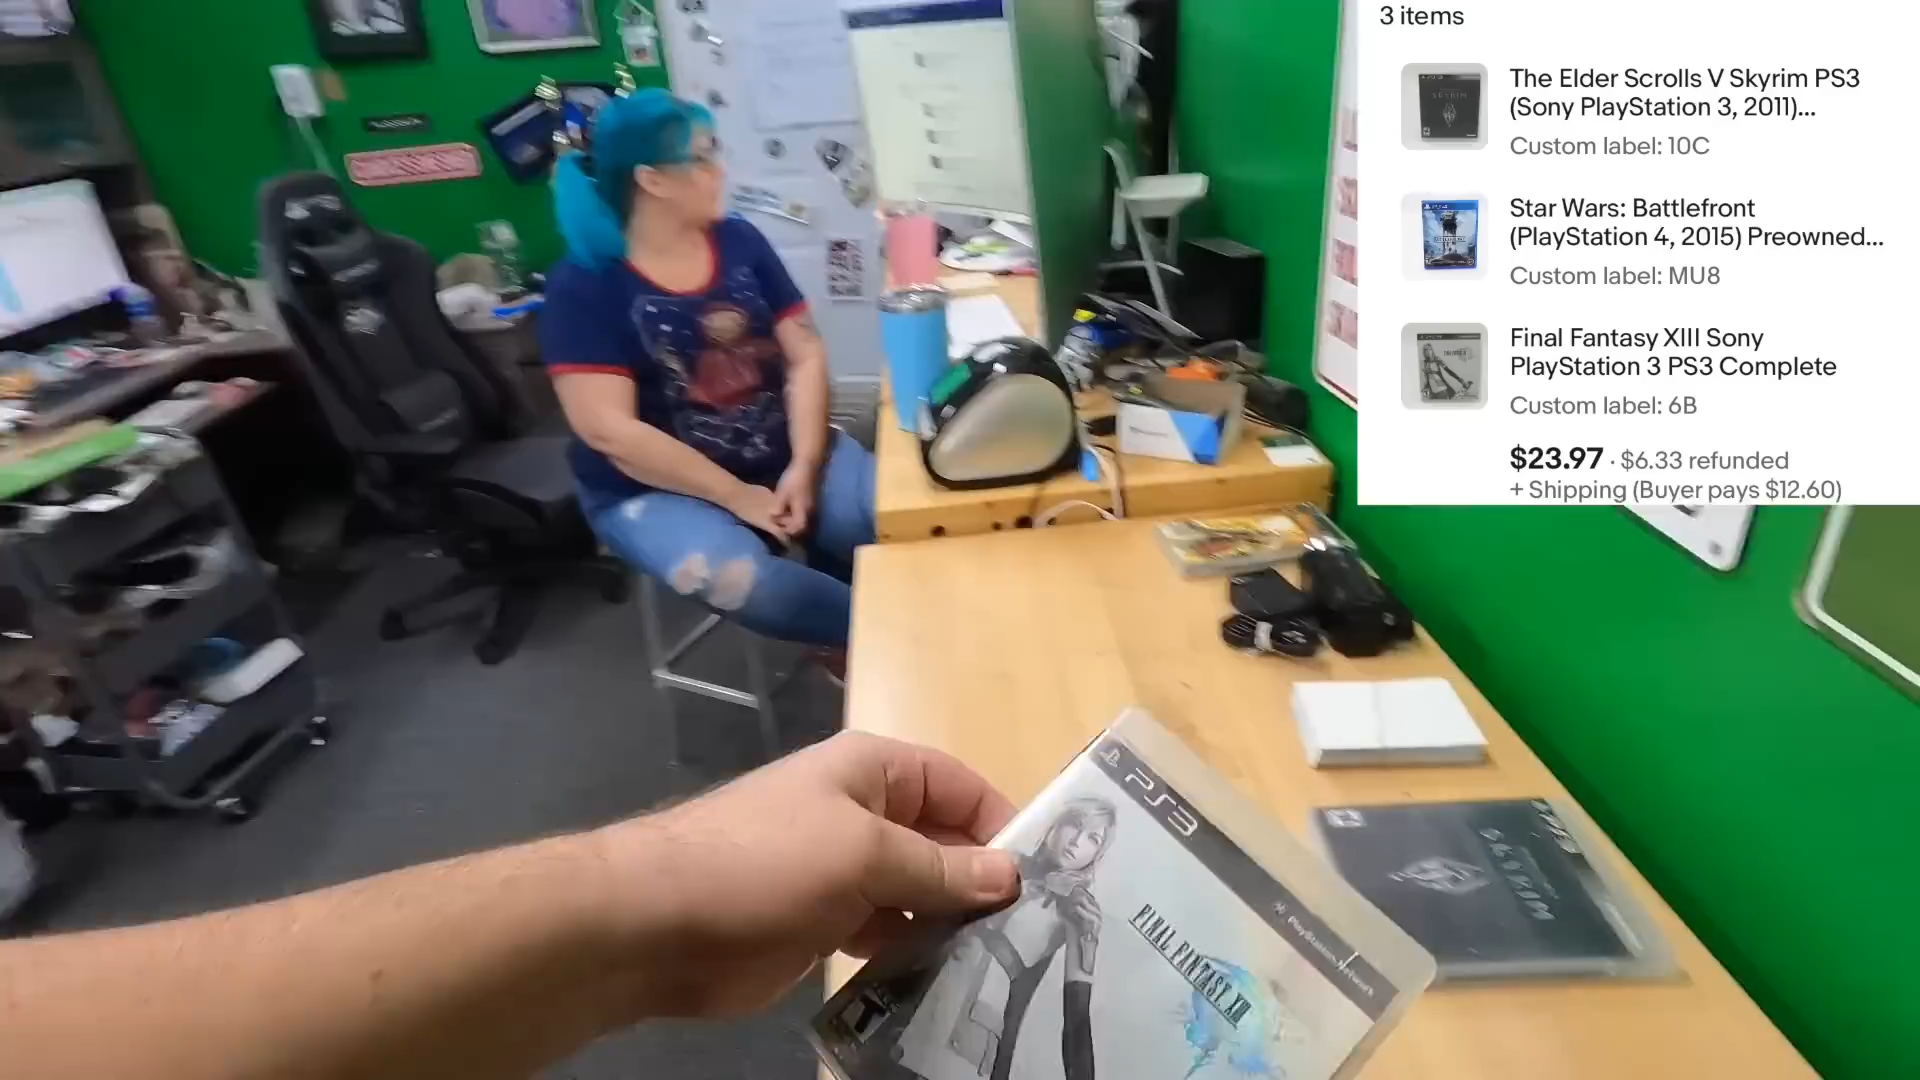 3 items
The Elder Scrolls V Skyrim PS3
(Sony PlayStation 3, 2011)...
Custom label: 10C
Star Wars: Battlefront
(PlayStation 4, 2015) Preowned...
Custom label: MU8
Final Fantasy XIII Sony
PlayStation 3 PS3 Complete
Custom label: 6B
$23.97 · $6.33 refunded
+ Shipping (Buyer pays $12.60)
PS3
PlayStation Network
FINAL FANTASY XIII
T
SKYRIM